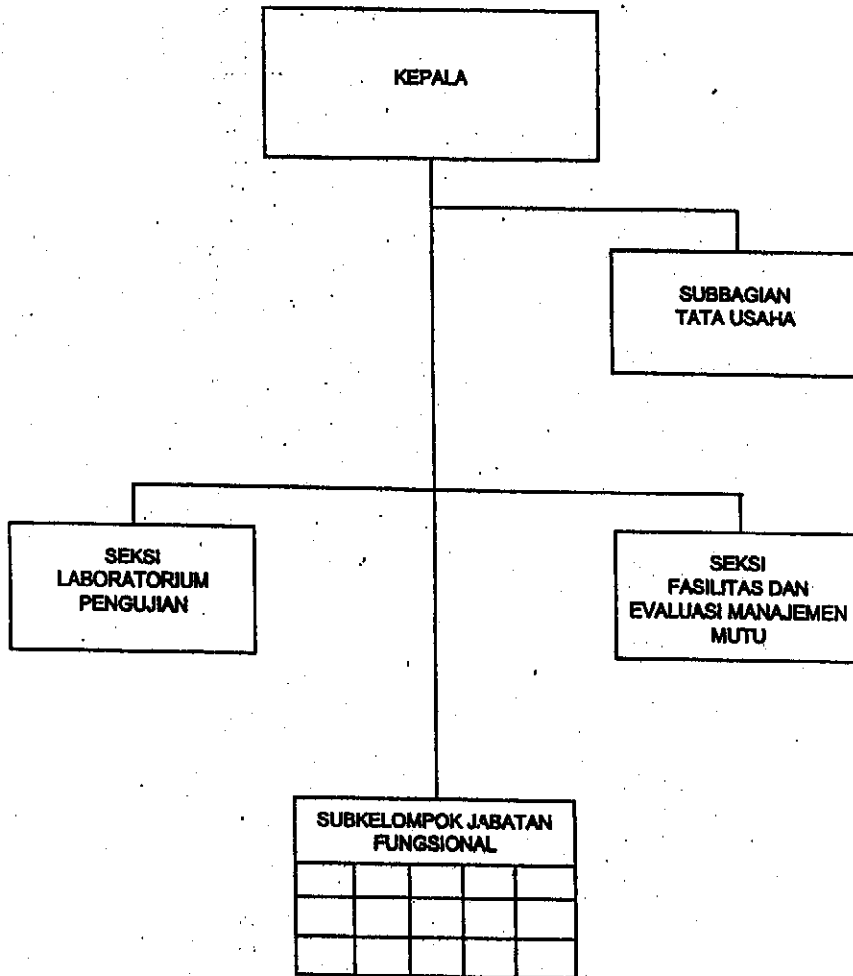 KEPALA
SUBBAGIAN
TATA USAHA
SEKSI
LABORATORIUM
PENGUJIAN
SEKSI
FASILITAS DAN
EVALUASI MANAJEMEN
MUTU
SUBKELOMPOK JABATAN
FUNGSIONAL